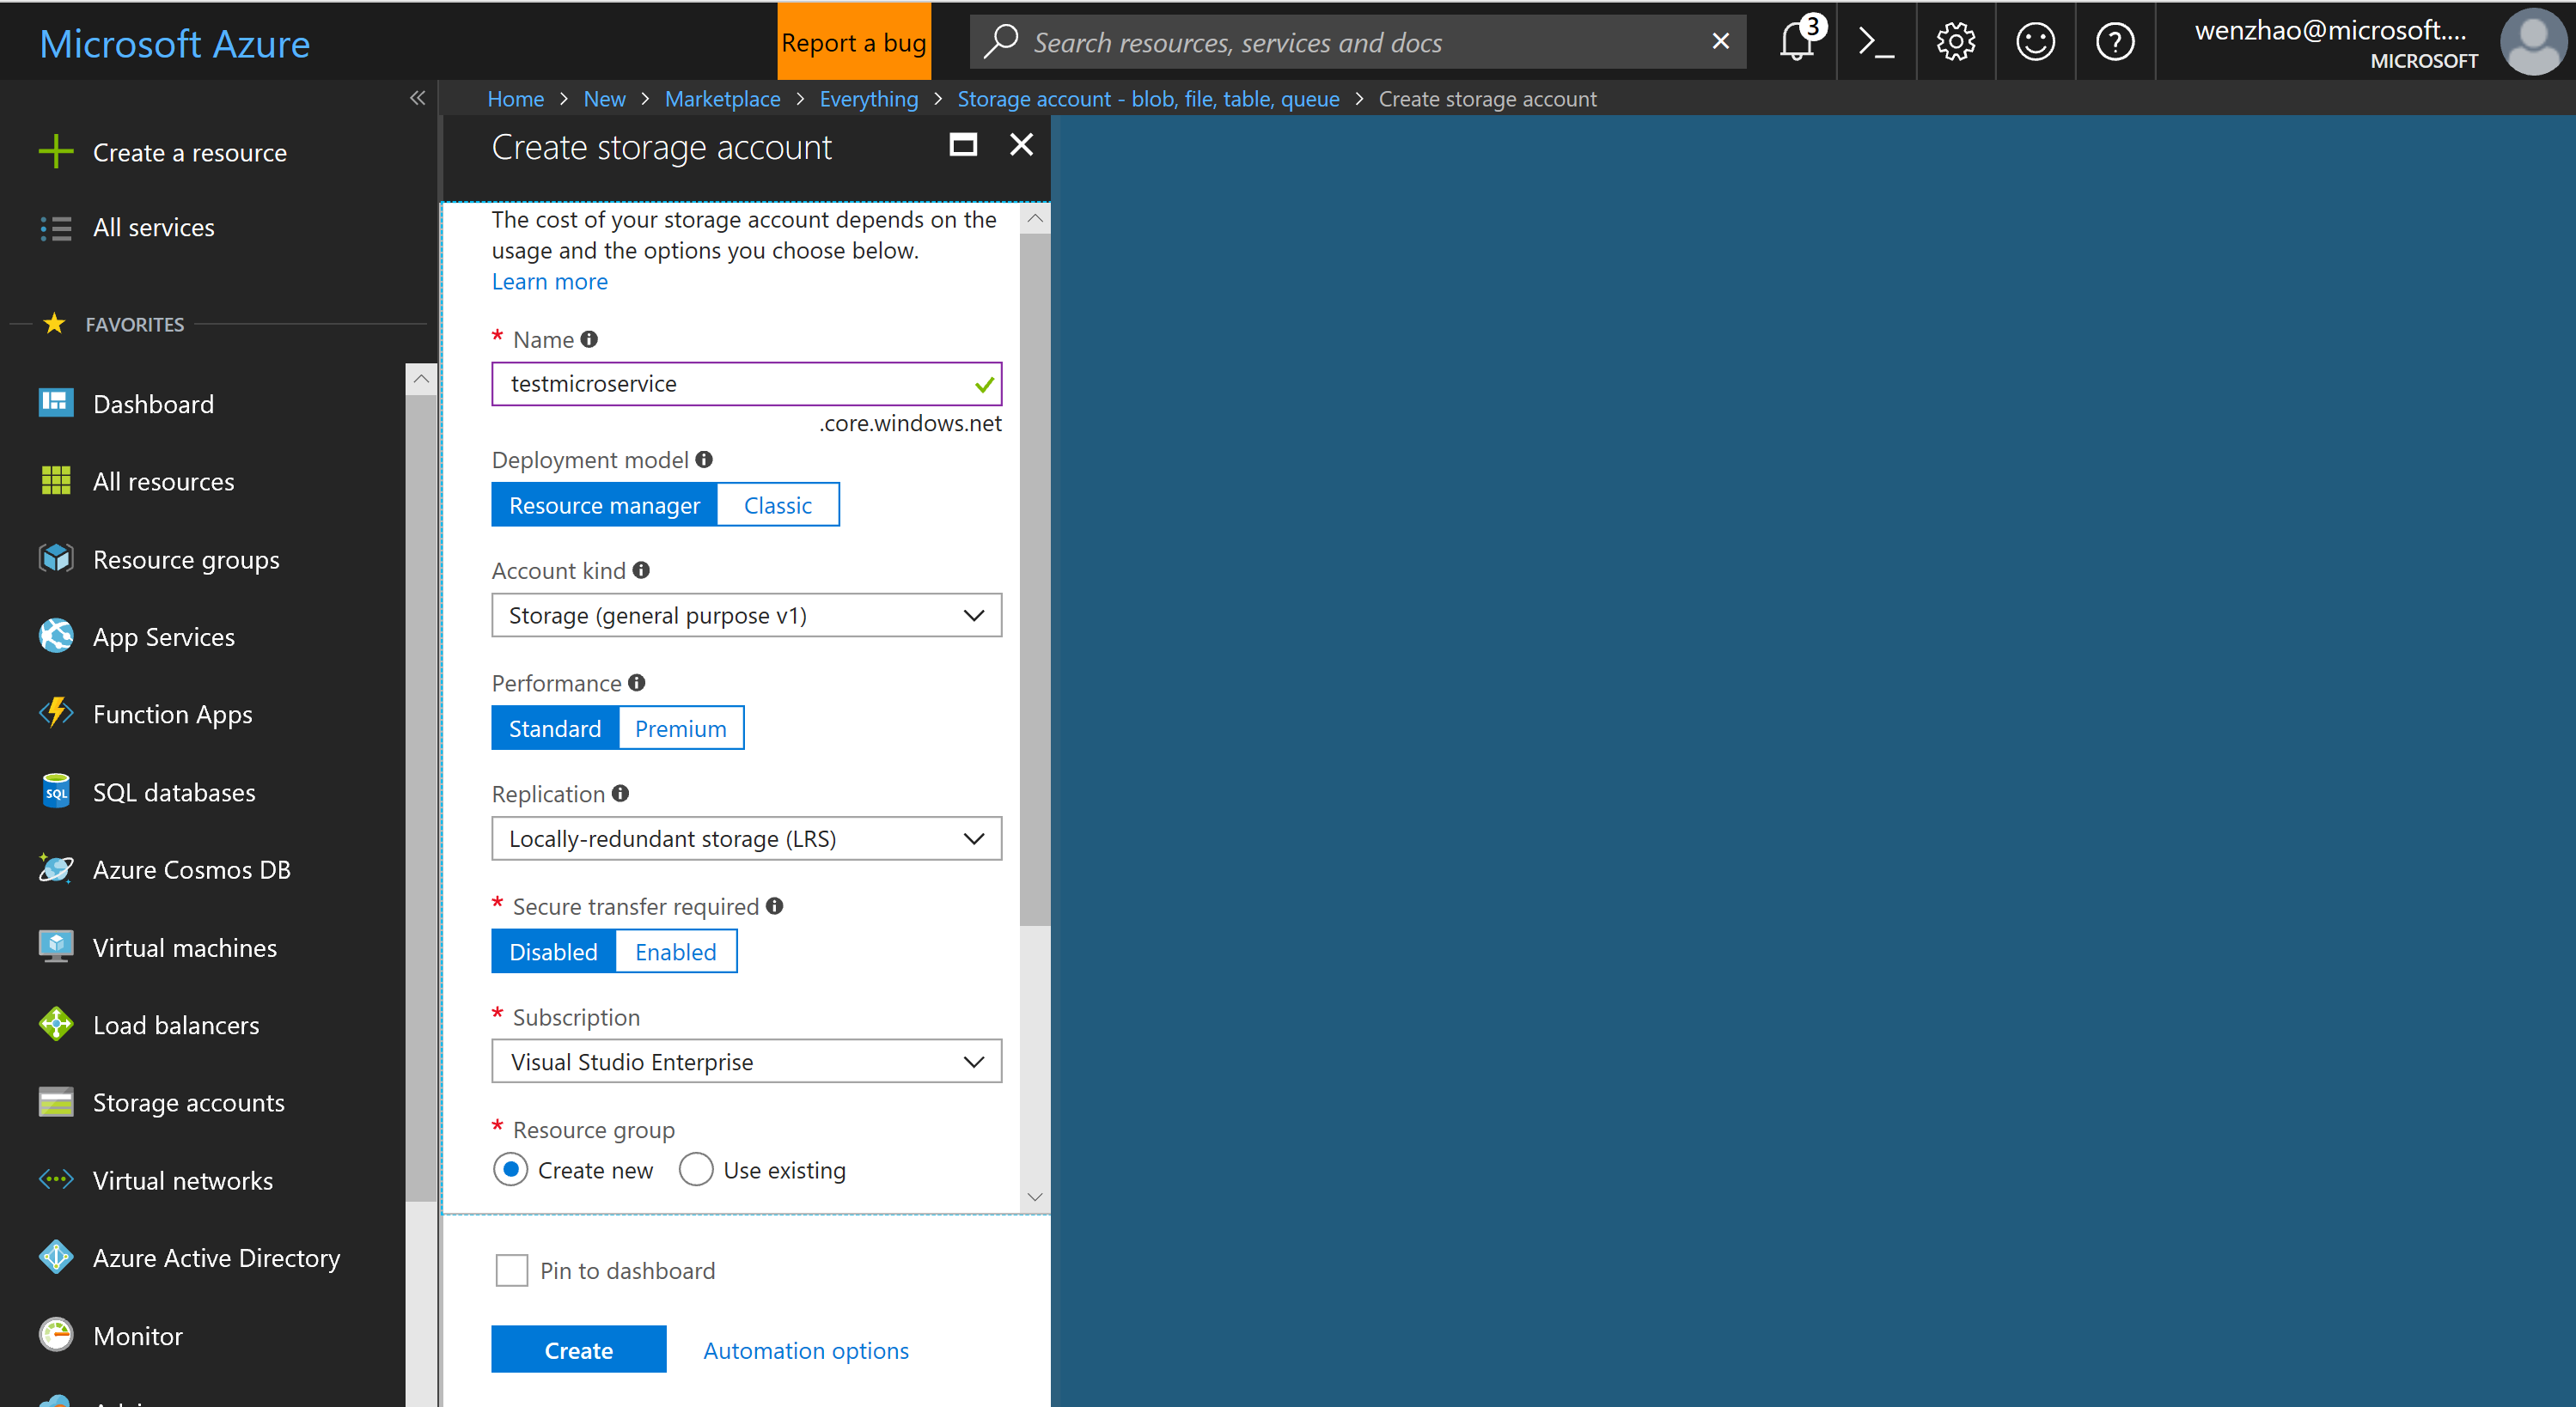 Microsoft Azure
Report a bug
Search resources, services and docs
3
wenzhao@microsoft....
MICROSOFT
Home > New > Marketplace > Everything > Storage account - blob, file, table, queue > Create storage account
Create a resource
All services
FAVORITES
Dashboard
All resources
Resource groups
App Services
Function Apps
SQL
SQL databases
Azure Cosmos DB
Virtual machines
Load balancers
Storage accounts
Virtual networks
Azure Active Directory
Monitor
Create storage account
The cost of your storage account depends on the
usage and the options you choose below.
Learn more
* Name
testmicroservice
.core.windows.net
Deployment model
Resource manager Classic
Account kind
Storage (general purpose v1)
Performance
Standard Premium
Replication
Locally-redundant storage (LRS)
* Secure transfer required
Disabled Enabled
* Subscription
Visual Studio Enterprise
* Resource group
Create new Use existing
Pin to dashboard
Create Automation options